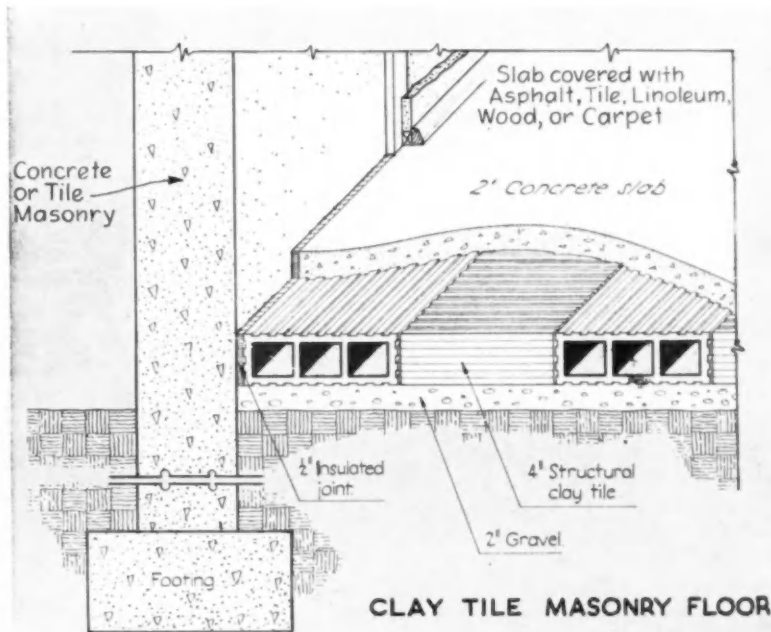 Slab covered with
Asphalt, Tile, Linoleum,
Wood, or Carpet
Concrete
or Tile
Masonry
2" Concrete slab
½" Insulated
joint
4" Structural
clay tile
2" Gravel
Footing
CLAY TILE MASONRY FLOOR